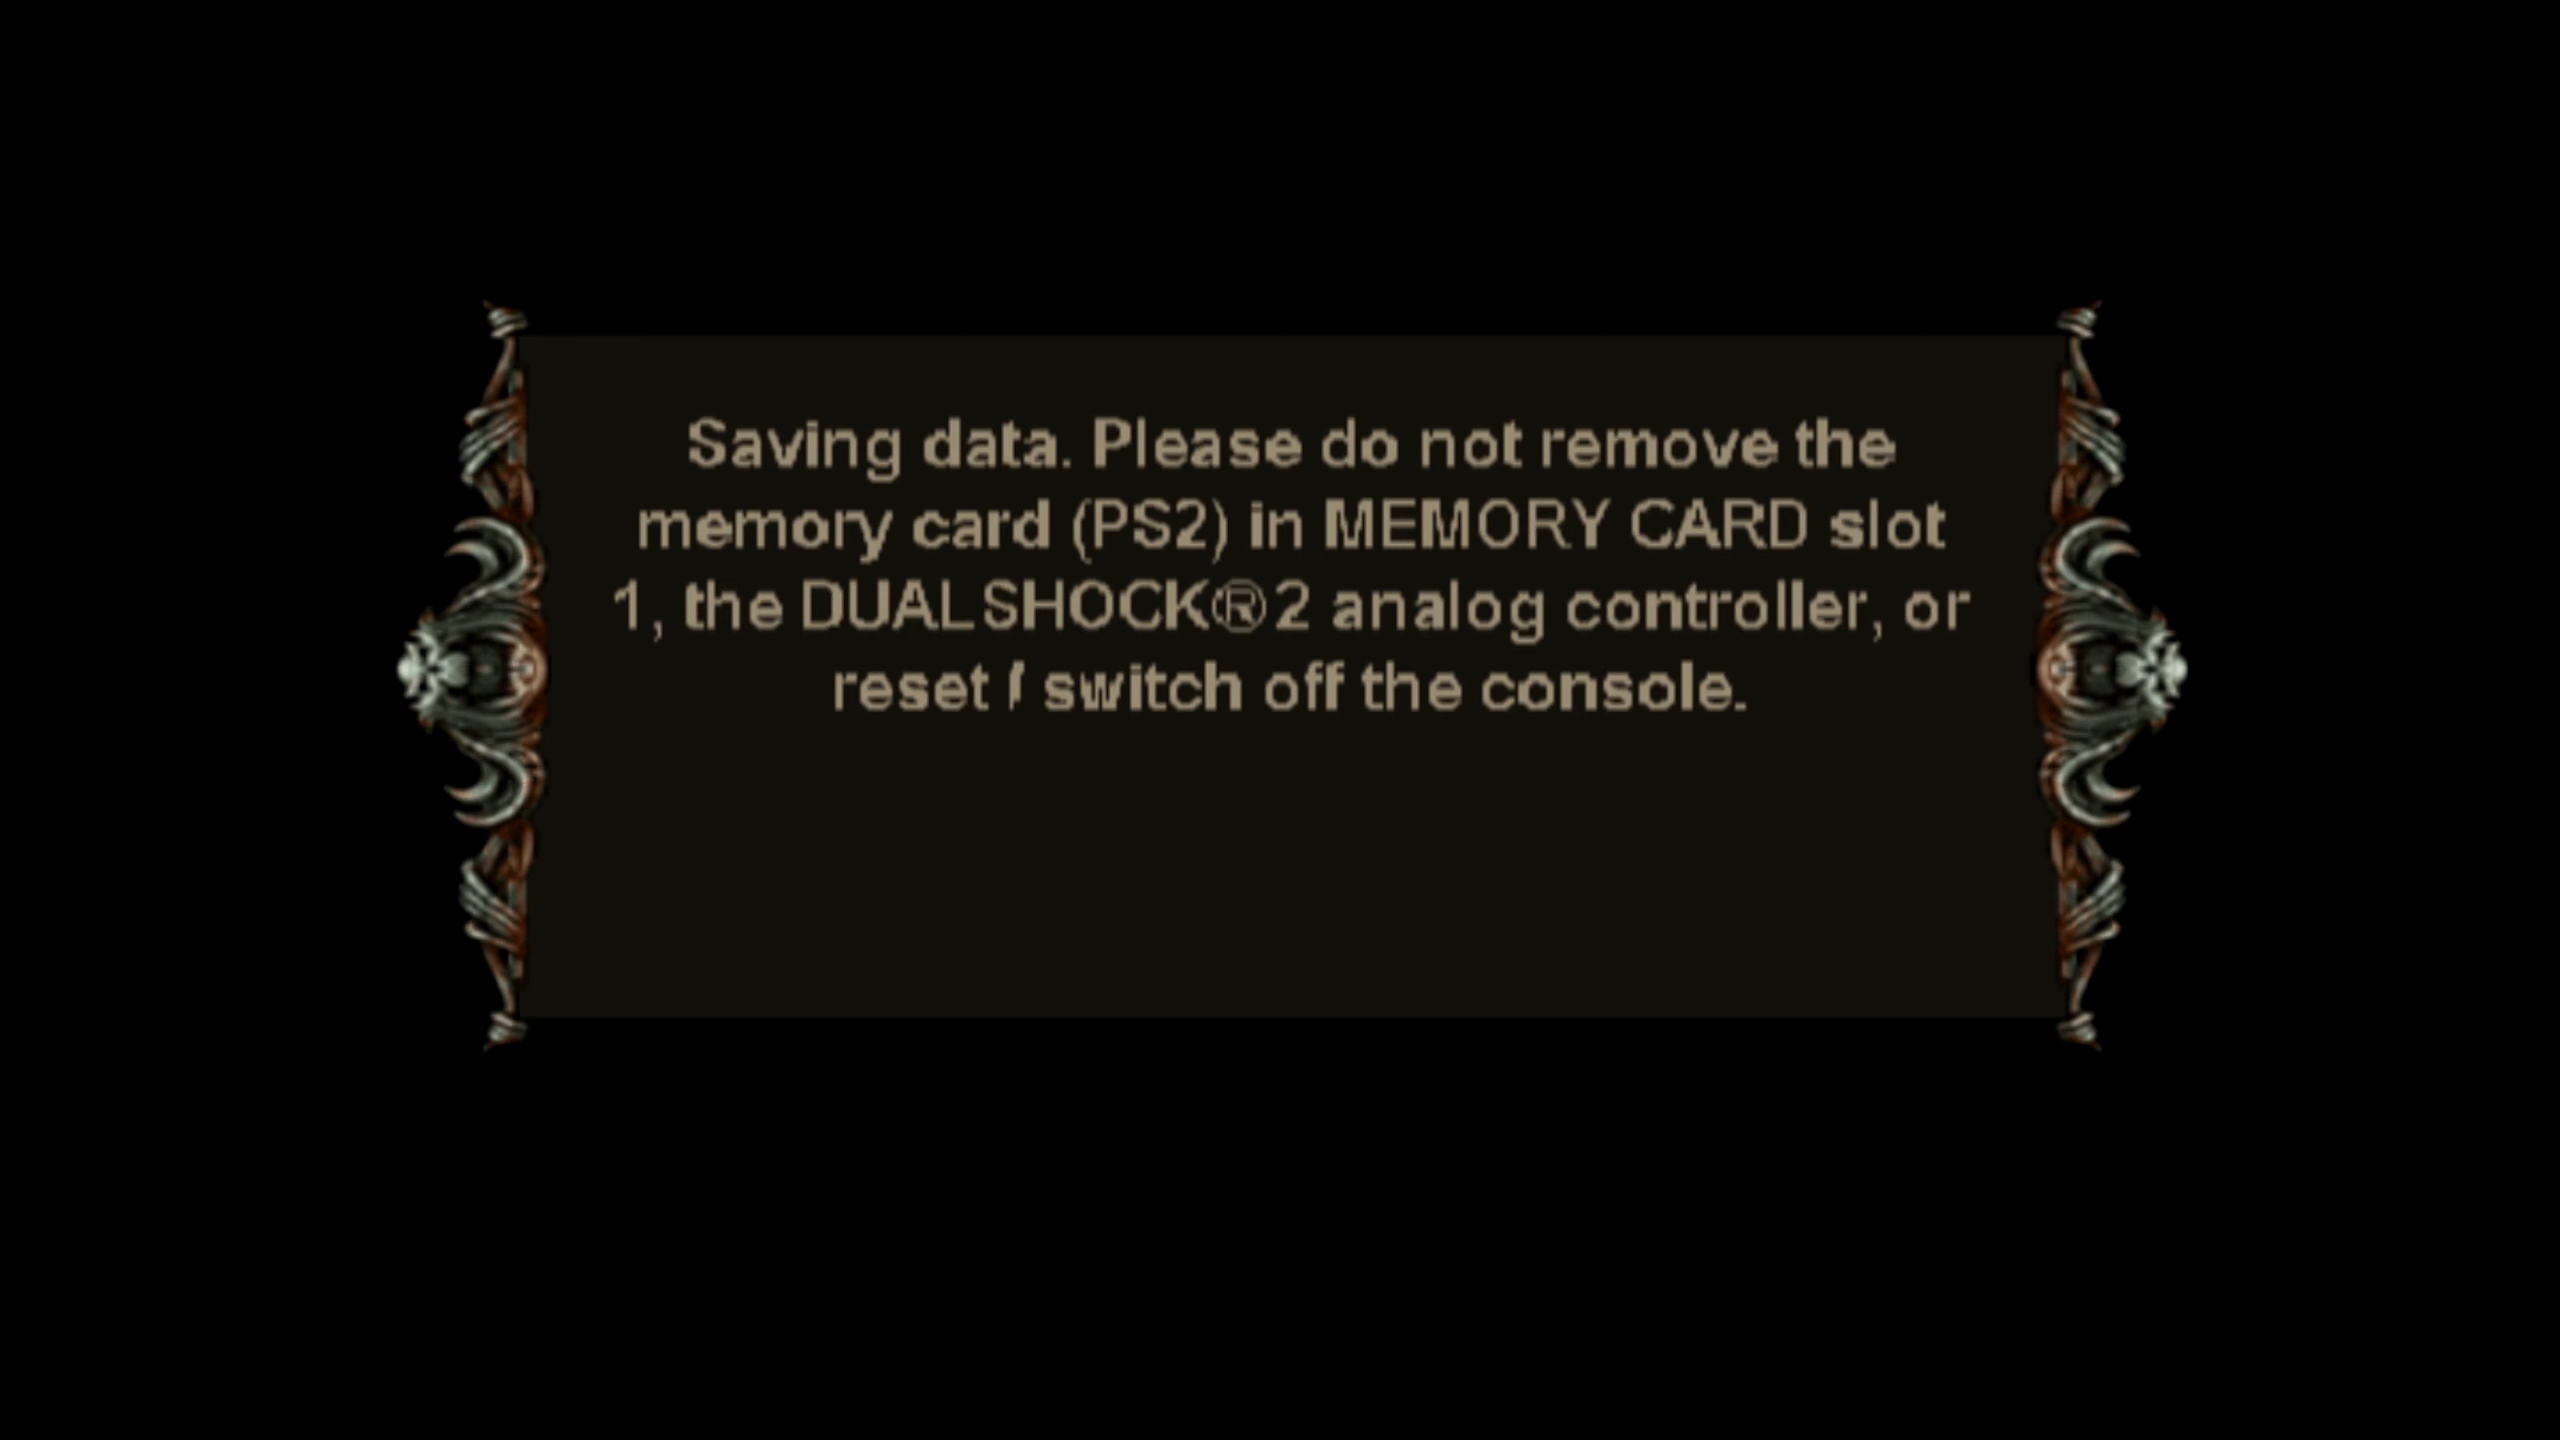 Saving data. Please do not remove the
memory card (PS2) in MEMORY CARD slot
1, the DUALSHOCK®2 analog controller, or
reset / switch off the console.